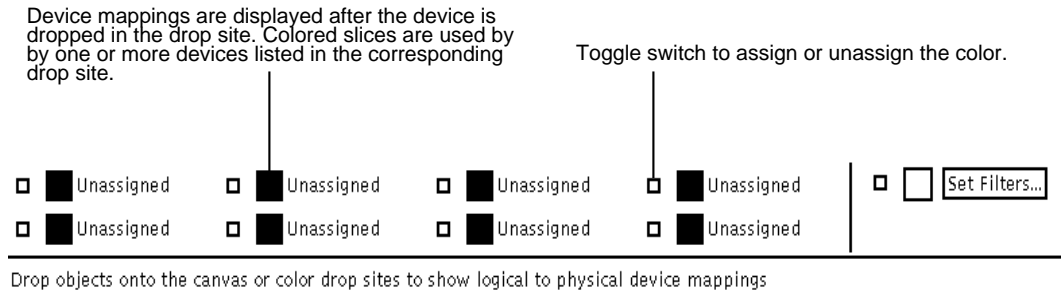 Device mappings are displayed after the device is
dropped in the drop site. Colored slices are used by
by one or more devices listed in the corresponding
drop site.
Toggle switch to assign or unassign the color.
Unassigned Unassigned Unassigned Unassigned Set Filters...
Unassigned Unassigned Unassigned Unassigned
Drop objects onto the canvas or color drop sites to show logical to physical device mappings